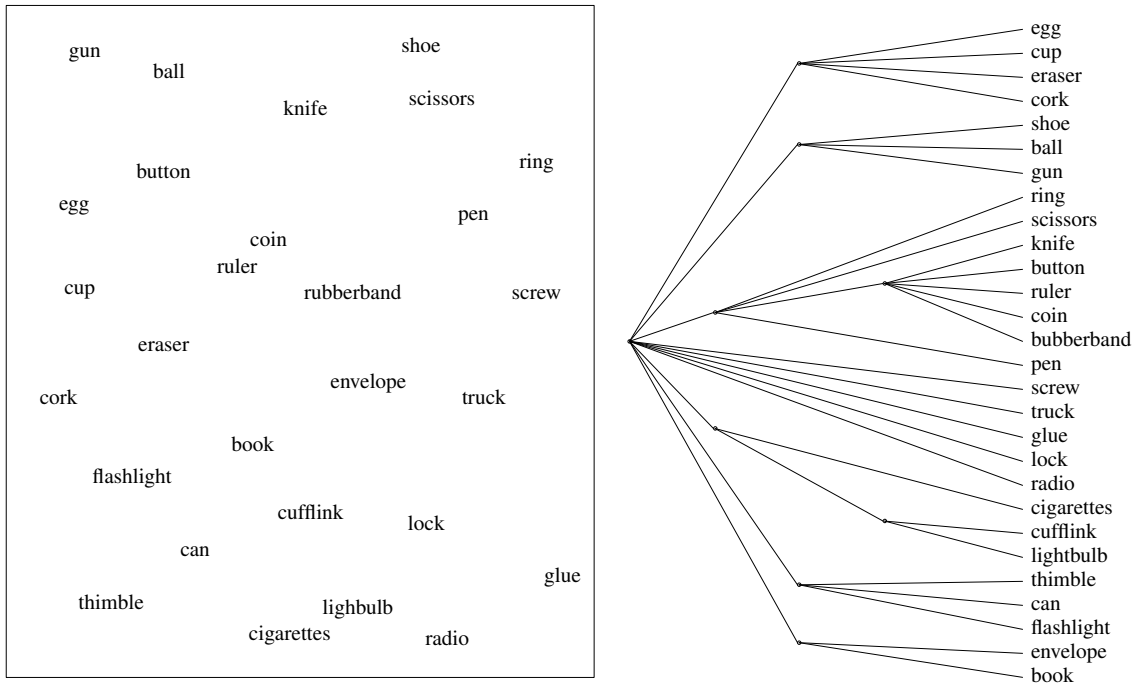 gun
shoe
ball
scissors
knife
ring
button
egg
pen
coin
ruler
cup
rubberband
screw
eraser
envelope
cork
truck
book
flashlight
cufflink
lock
can
glue
thimble
lighbulb
cigarettes
radio
egg
cup
eraser
cork
shoe
ball
gun
ring
scissors
knife
button
ruler
coin
bubberband
pen
screw
truck
glue
lock
radio
cigarettes
cufflink
lightbulb
thimble
can
flashlight
envelope
book